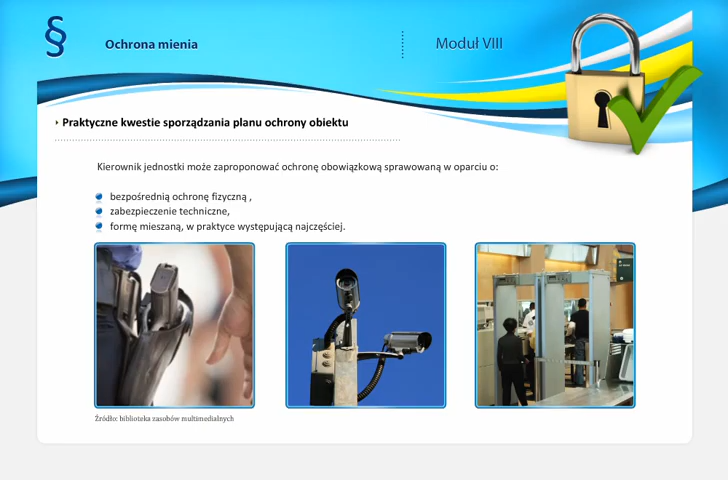 §
Ochrona mienia
Moduł VIII
Praktyczne kwestie sporządzania planu ochrony obiektu
Kierownik jednostki może zaproponować ochronę obowiązkową sprawowaną w oparciu o:
bezpośrednią ochronę fizyczną ,
zabezpieczenie techniczne,
formę mieszaną, w praktyce występującą najczęściej.
Źródło: biblioteka zasobów multimedialnych